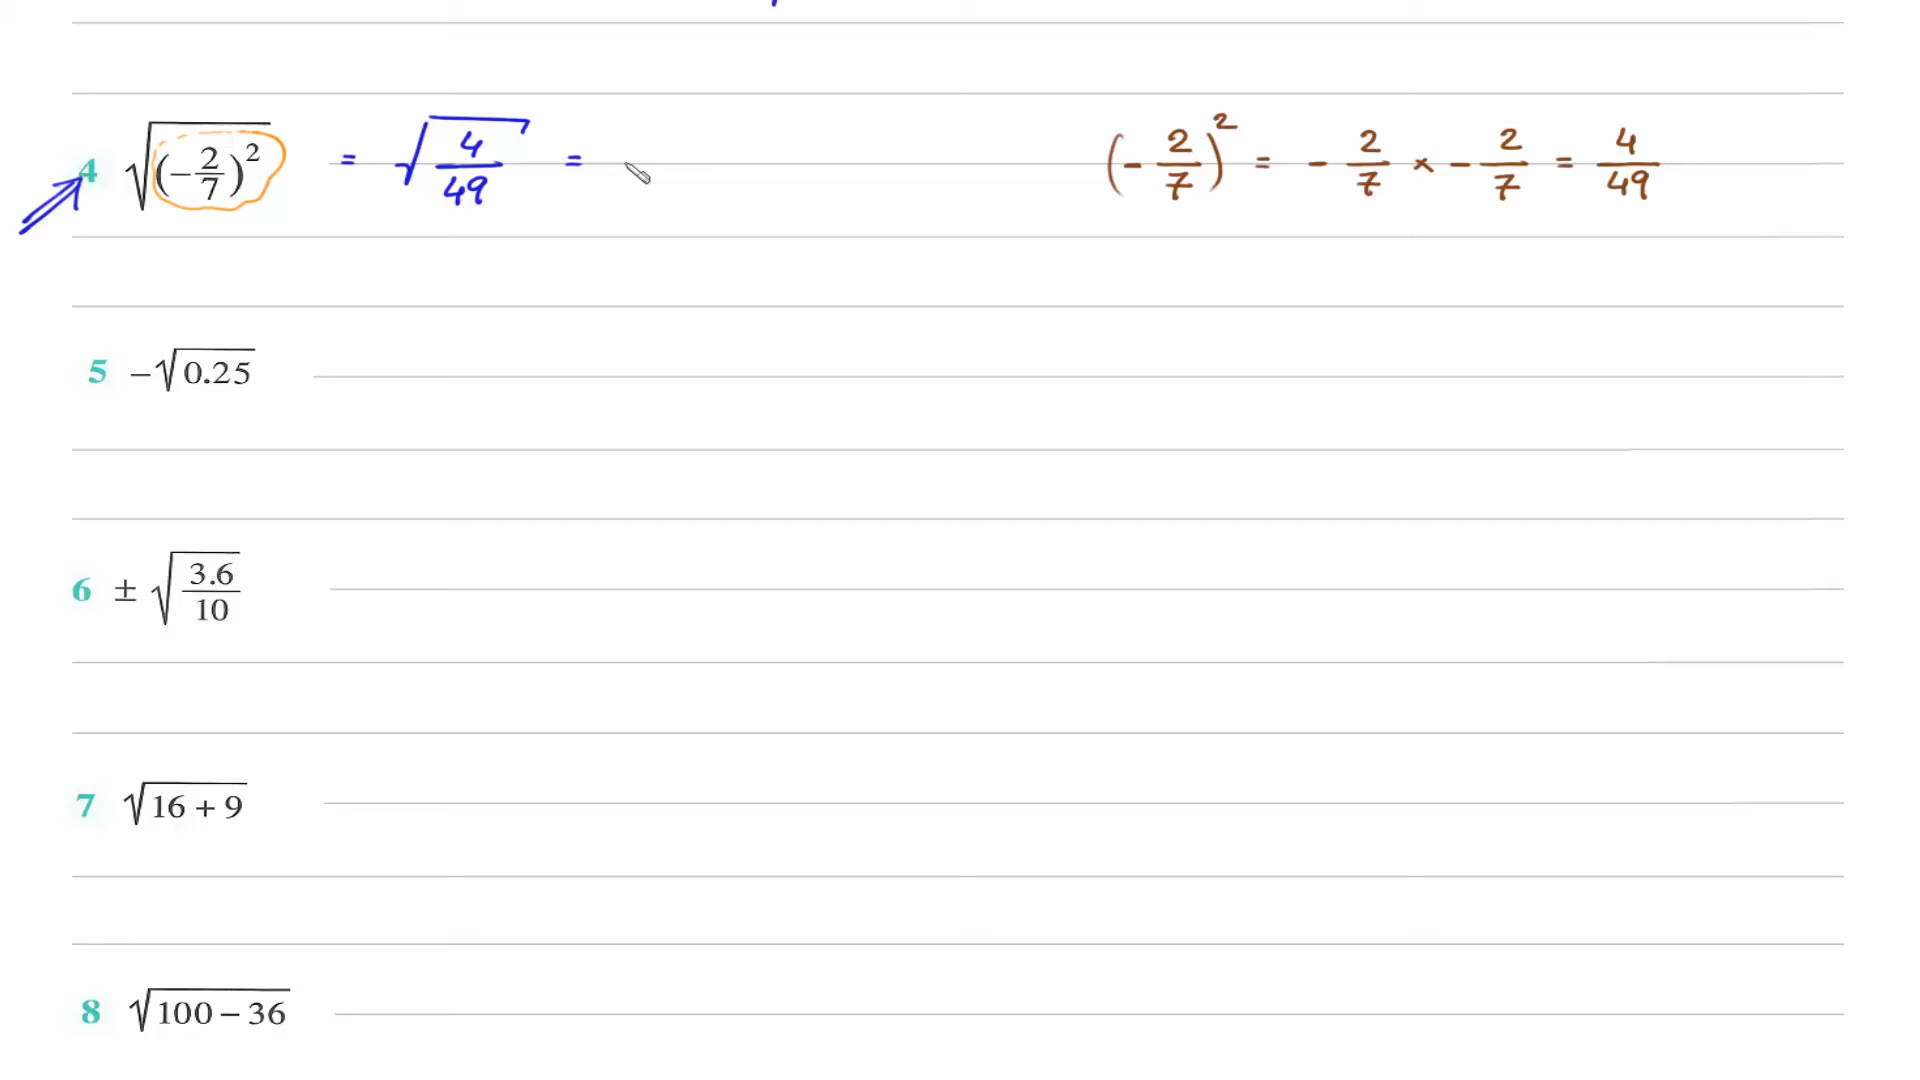 4 √(−2/7)² = √4/49 = (−2/7)² = −2/7 × −2/7 = 4/49
5 −√0.25
6 ± √3.6/10
7 √16 + 9
8 √100 − 36